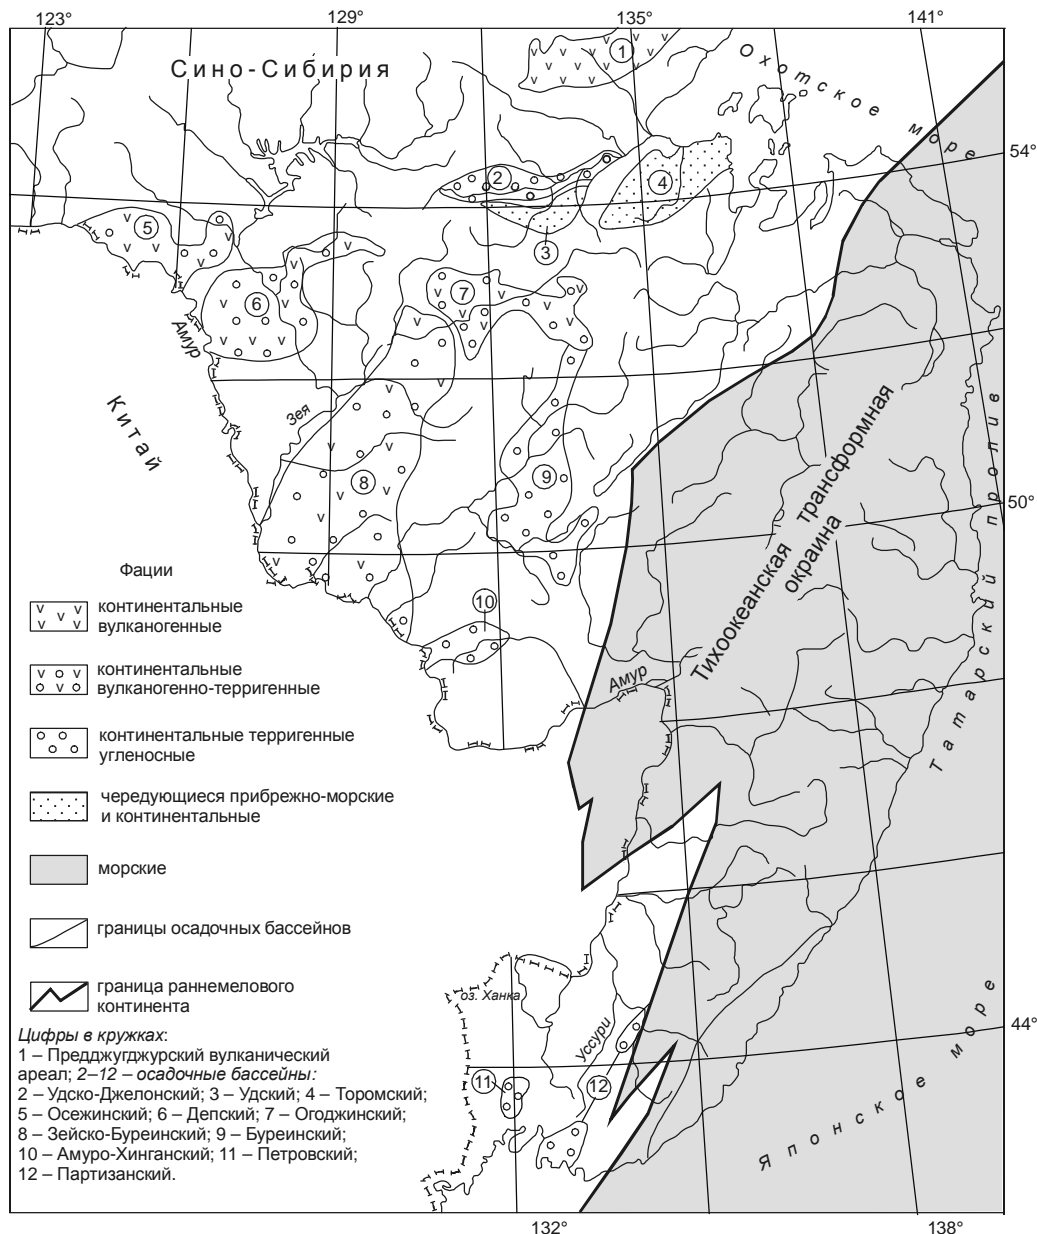 123°
129°
135°
141°
Сино-Сибирия
1
Охотское море
54°
2
4
5
3
6
7
Амур
Китай
Зея
8
9
Тихоокеанская трансформная
окраина
50°
Татарский пролив
10
Амур
Фации
континентальные
вулканогенные
континентальные
вулканогенно-терригенные
континентальные терригенные
угленосные
чередующиеся прибрежно-морские
и континентальные
морские
границы осадочных бассейнов
граница раннемелового
континента
оз. Ханка
Уссури
44°
11
12
Японское море
Цифры в кружках:
1 – Предджугджурский вулканический
ареал; 2–12 – осадочные бассейны:
2 – Удско-Джелонский; 3 – Удский; 4 – Торомский;
5 – Осежинский; 6 – Депский; 7 – Огоджинский;
8 – Зейско-Буреинский; 9 – Буреинский;
10 – Амуро-Хинганский; 11 – Петровский;
12 – Партизанский.
132°
138°